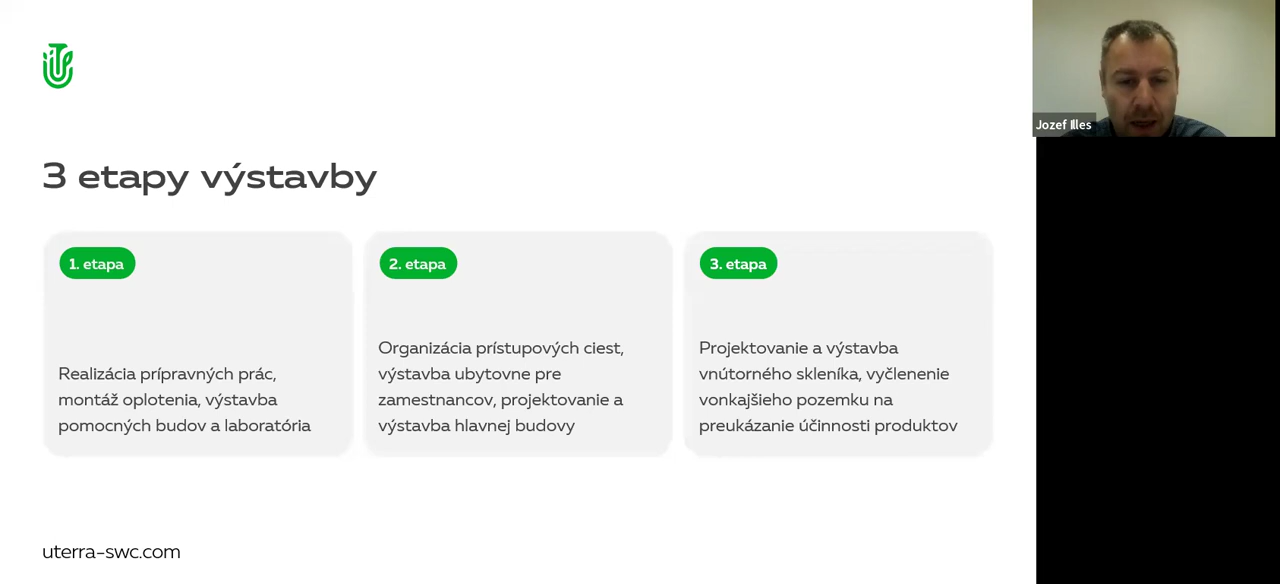 Jozef Illes
3 etapy výstavby
1. etapa
Realizácia prípravných prác,
montáž oplotenia, výstavba
pomocných budov a laboratória
2. etapa
Organizácia prístupových ciest,
výstavba ubytovne pre
zamestnancov, projektovanie a
výstavba hlavnej budovy
3. etapa
Projektovanie a výstavba
vnútorného skleníka, vyčlenenie
vonkajšieho pozemku na
preukázanie účinnosti produktov
uterra-swc.com